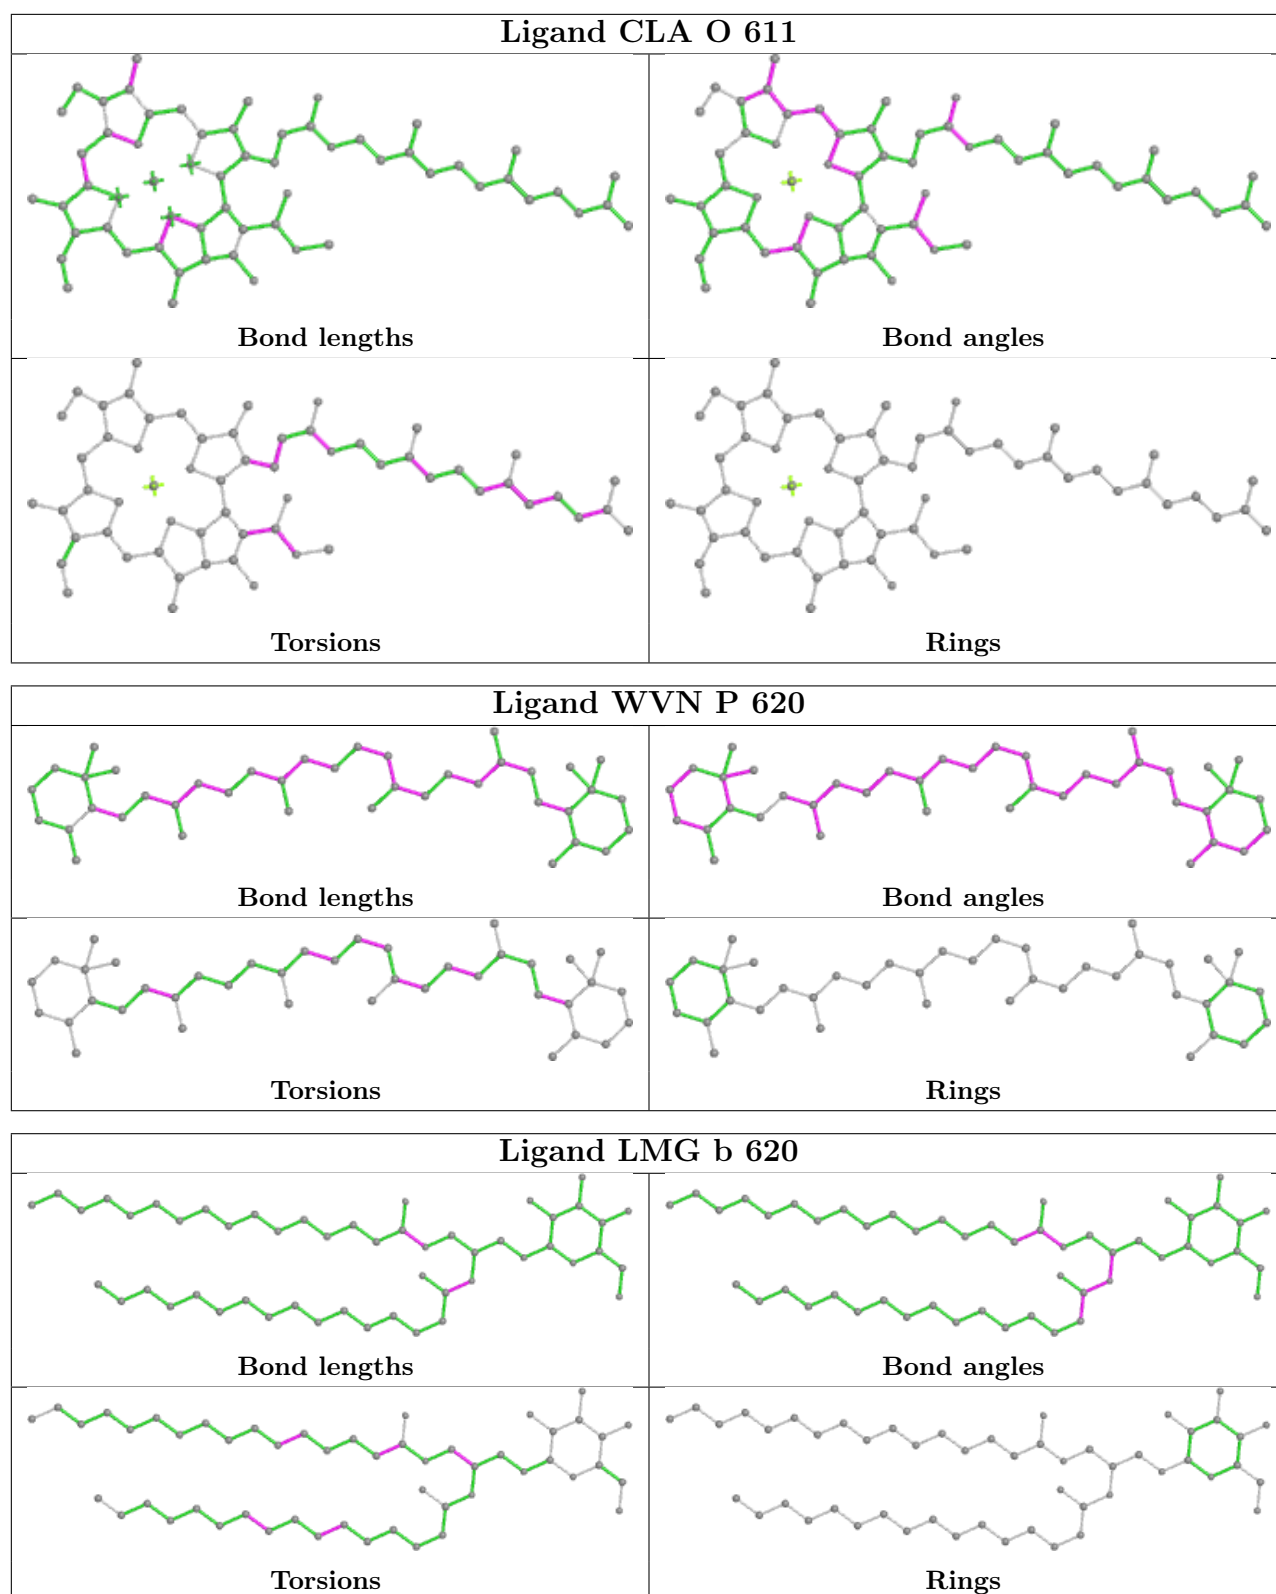 Ligand CLA O 611
Bond lengths
Bond angles
Torsions
Rings
Ligand WVN P 620
Bond lengths
Bond angles
Torsions
Rings
Ligand LMG b 620
Bond lengths
Bond angles
Torsions
Rings